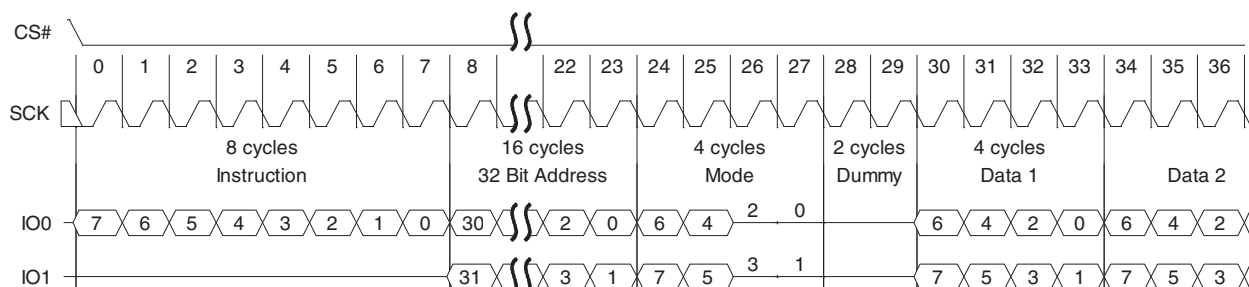 CS#
0 1 2 3 4 5 6 7 8 22 23 24 25 26 27 28 29 30 31 32 33 34 35 36
SCK
8 cycles 16 cycles 4 cycles 2 cycles 4 cycles
Instruction 32 Bit Address Mode Dummy Data 1 Data 2
IO0 7 6 5 4 3 2 1 0 30 2 0 6 4 2 0 6 4 2 0 6 4 2
IO1 31 3 1 7 5 3 1 7 5 3 1 7 5 3